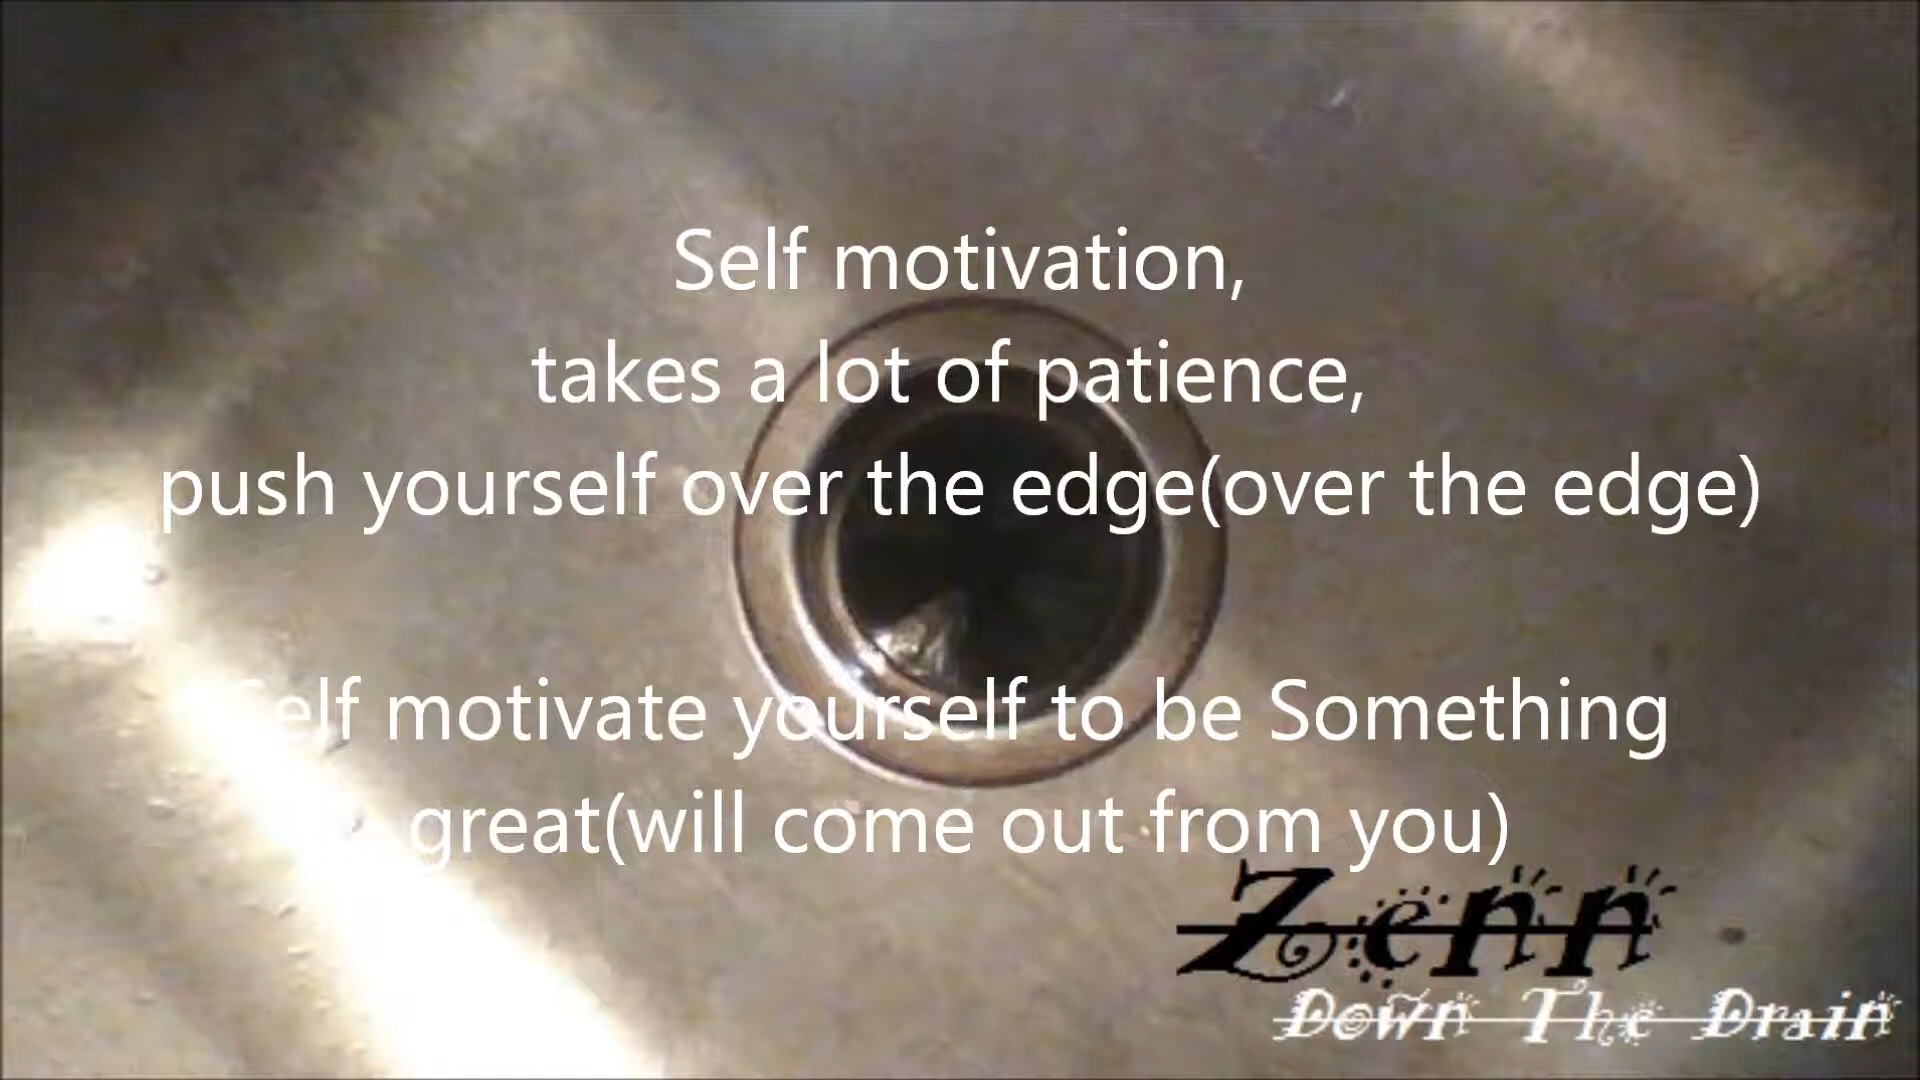 Self motivation,
takes a lot of patience,
push yourself over the edge(over the edge)
Self motivate yourself to be Something
great(will come out from you)
Zenn
Down The Drain